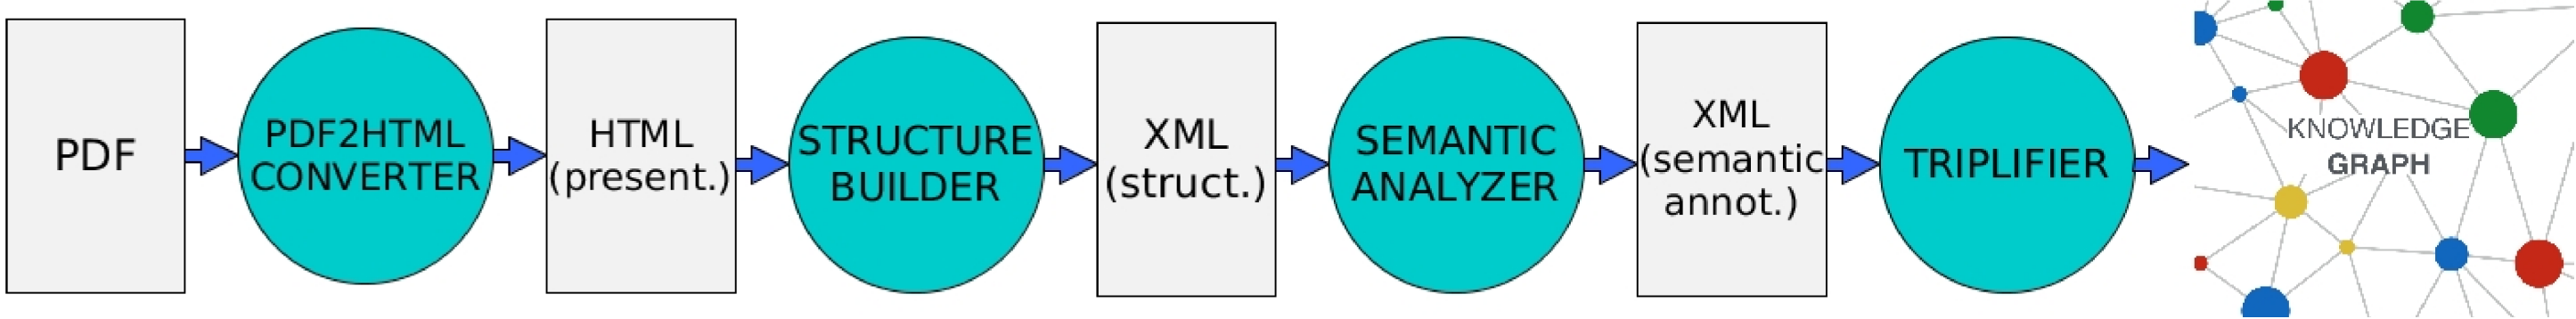 PDF
PDF2HTML
CONVERTER
HTML
(present.)
STRUCTURE
BUILDER
XML
(struct.)
SEMANTIC
ANALYZER
XML
(semantic
annot.)
TRIPLIFIER
KNOWLEDGE
GRAPH